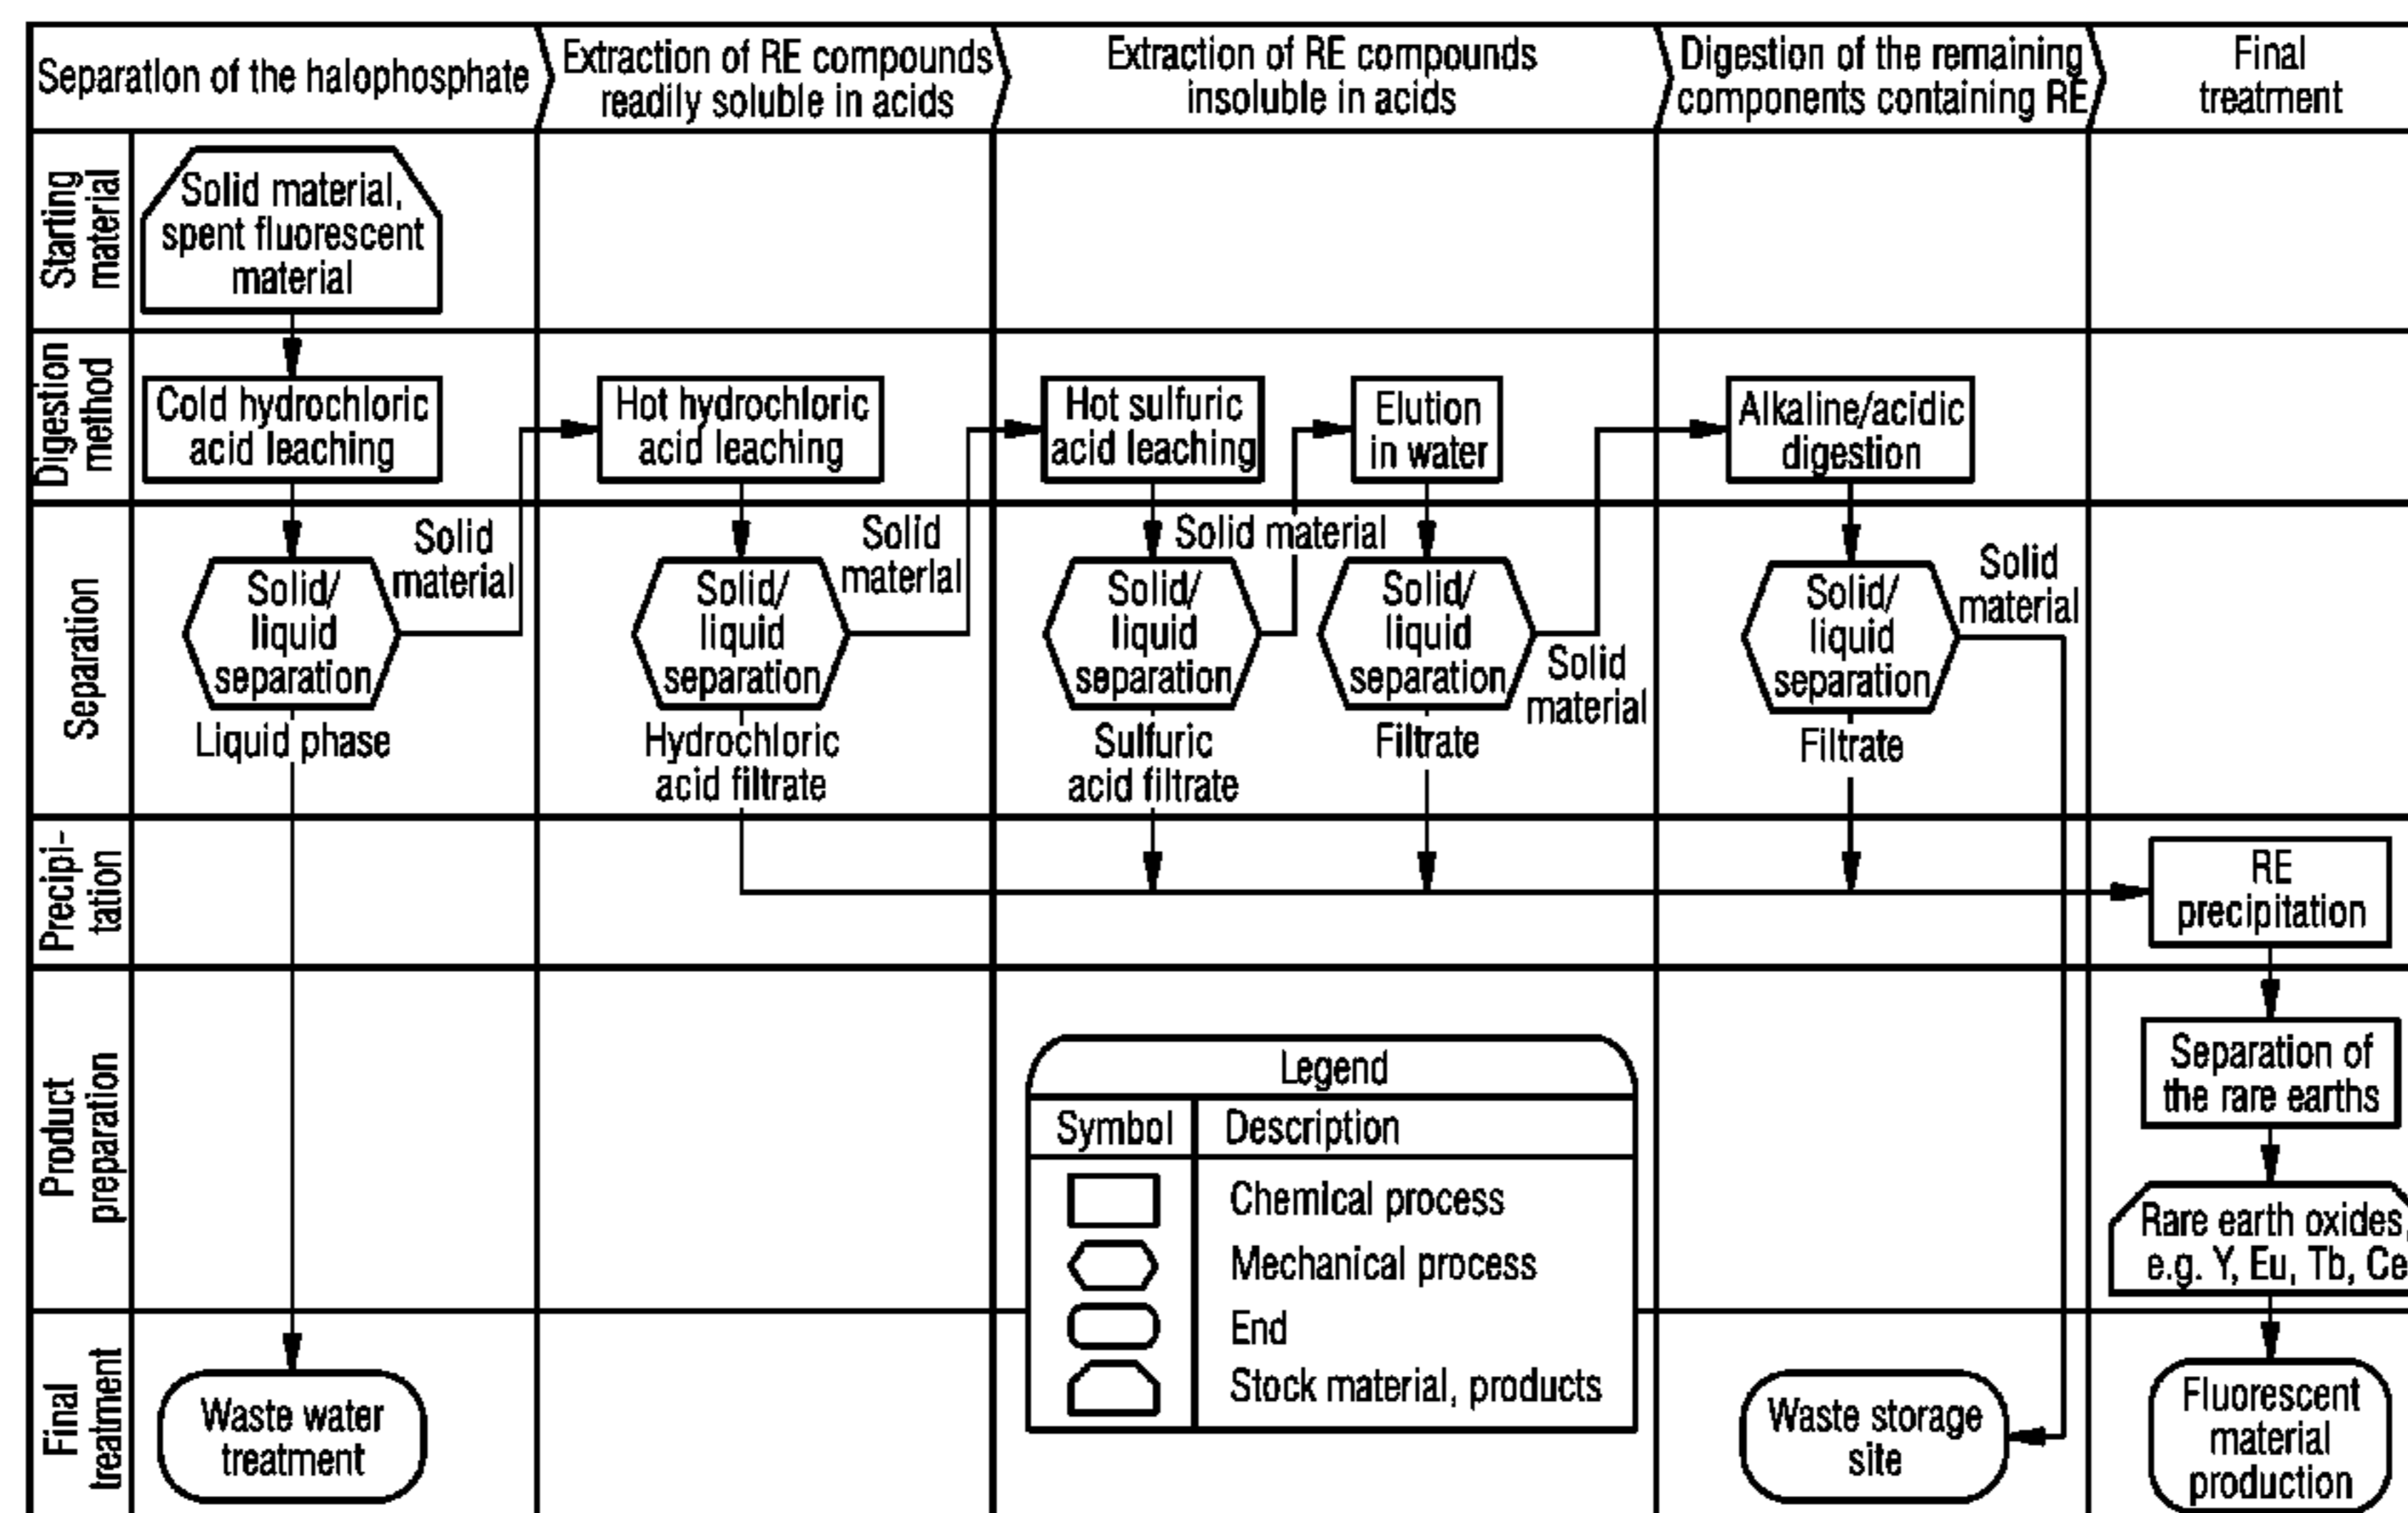 Separation of the halophosphate
Extraction of RE compounds
readily soluble in acids
Extraction of RE compounds
insoluble in acids
Digestion of the remaining
components containing RE
Final
treatment
Starting
material
Solid material,
spent fluorescent
material
Digestion
method
Cold hydrochloric
acid leaching
Hot hydrochloric
acid leaching
Hot sulfuric
acid leaching
Elution
in water
Alkaline/acidic
digestion
Separation
Solid/
liquid
separation
Solid
material
Liquid phase
Solid/
liquid
separation
Solid
material
Hydrochloric
acid filtrate
Solid/
liquid
separation
Solid material
Sulfuric
acid filtrate
Solid/
liquid
separation
Solid
material
Filtrate
Solid/
liquid
separation
Solid
material
Filtrate
Precipi-
tation
RE
precipitation
Product
preparation
Separation of
the rare earths
Rare earth oxides,
e.g. Y, Eu, Tb, Ce
Legend
Symbol
Description
Chemical process
Mechanical process
End
Stock material, products
Final
treatment
Waste water
treatment
Waste storage
site
Fluorescent
material
production